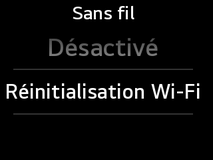 Sans fil
Désactivé
Réinitialisation Wi-Fi